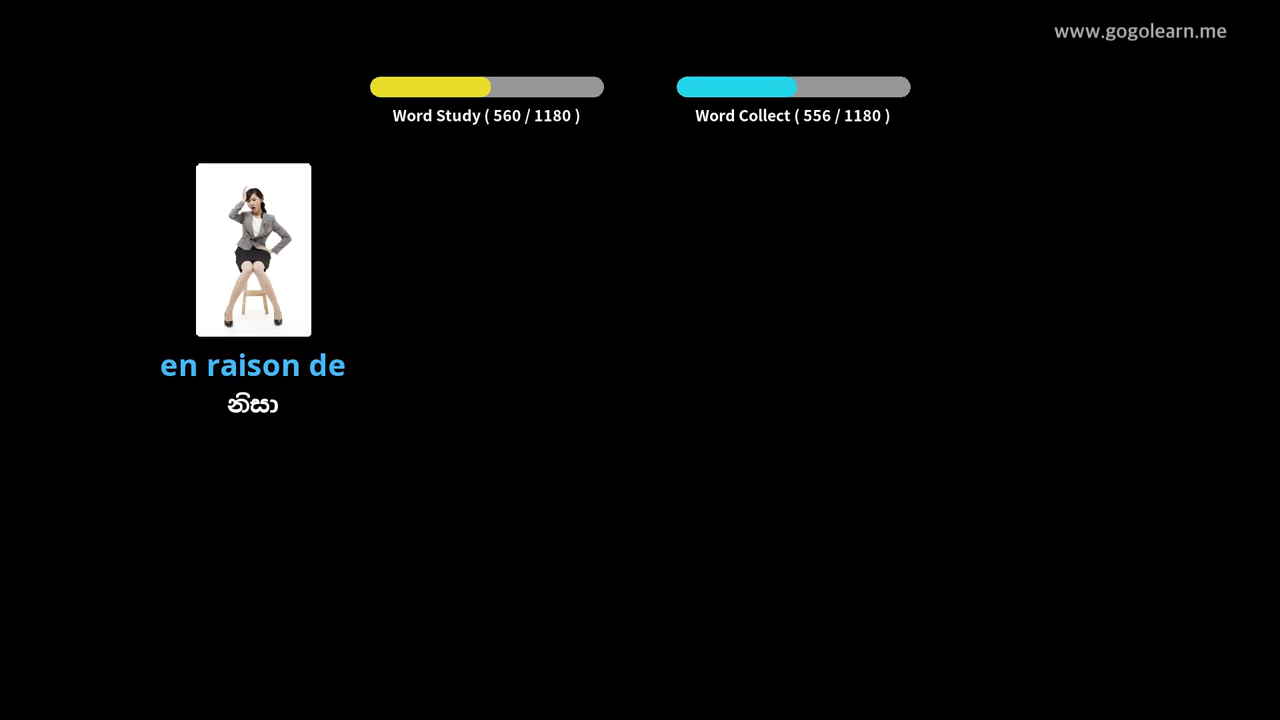 www.gogolearn.me
Word Study ( 560 / 1180 )
Word Collect ( 556 / 1180 )
en raison de
නිසා